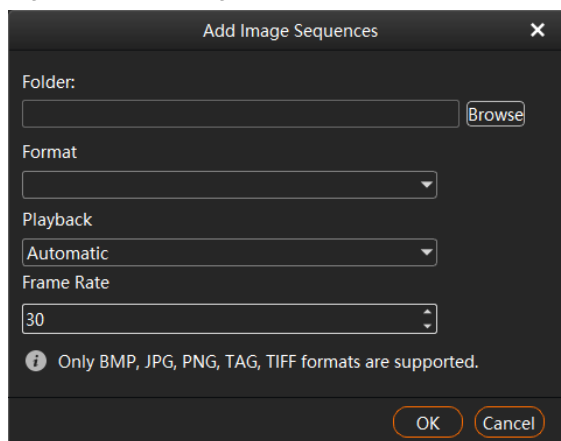 Add Image Sequences
Folder:
Browse
Format
Playback
Automatic
Frame Rate
30
Only BMP, JPG, PNG, TAG, TIFF formats are supported.
OK Cancel